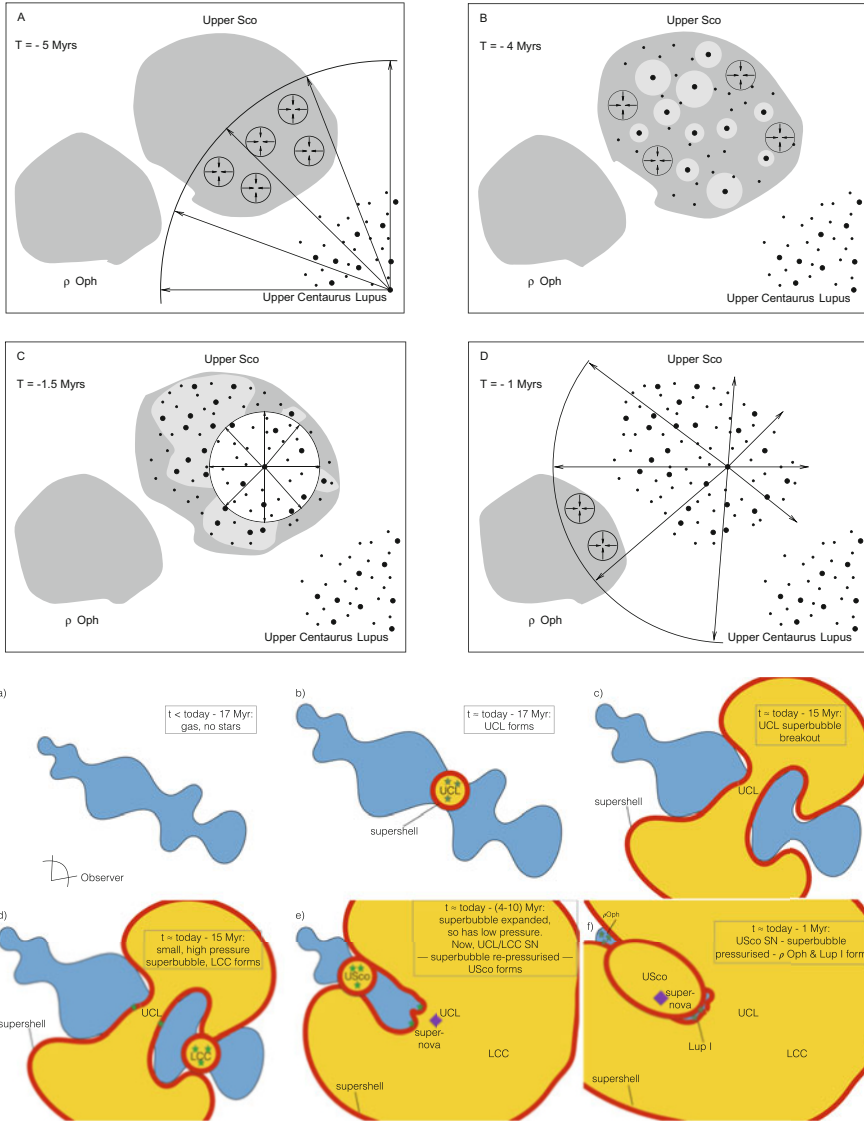 A
Upper Sco
T = - 5 Myrs
ρ Oph
Upper Centaurus Lupus
B
Upper Sco
T = - 4 Myrs
ρ Oph
Upper Centaurus Lupus
C
Upper Sco
T = -1.5 Myrs
ρ Oph
Upper Centaurus Lupus
D
Upper Sco
T = - 1 Myrs
ρ Oph
Upper Centaurus Lupus
a)
t < today - 17 Myr:
gas, no stars
Observer
b)
t ≈ today - 17 Myr:
UCL forms
UCL
supershell
c)
t ≈ today - 15 Myr:
UCL superbubble
breakout
UCL
supershell
d)
t ≈ today - 15 Myr:
small, high pressure
superbubble, LCC forms
UCL
supershell
LCC
e)
t ≈ today - (4-10) Myr:
superbubble expanded,
so has low pressure.
Now, UCL/LCC SN
— superbubble re-pressurised —
USco forms
USco
UCL
super-
nova
LCC
supershell
f)
ρOph
t ≈ today - 1 Myr:
USco SN - superbubble
pressurised - ρ Oph & Lup I form
USco
super-
nova
UCL
Lup I
LCC
supershell